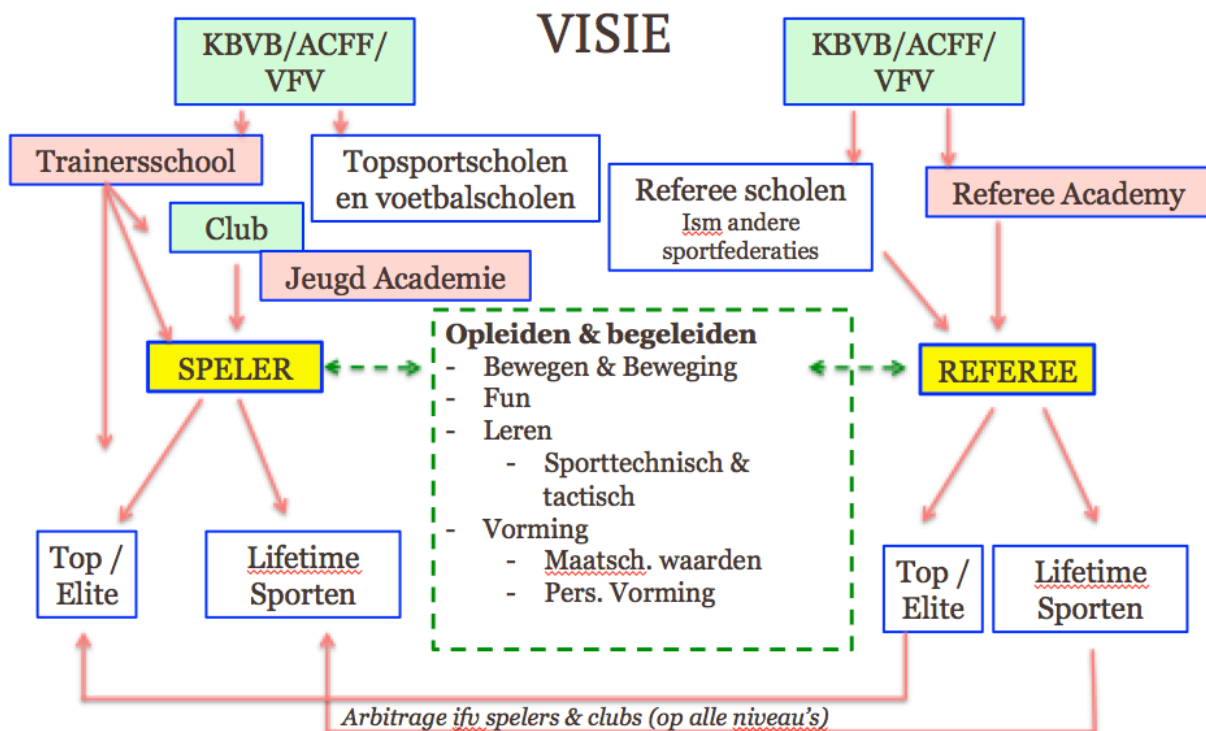 VISIE
KBVB/ACFF/
VFV
KBVB/ACFF/
VFV
Trainersschool
Topsportscholen
en voetbalscholen
Club
Jeugd Academie
Referee scholen
Ism andere
sportfederaties
Referee Academy
SPELER
Opleiden & begeleiden
- Bewegen & Beweging
- Fun
- Leren
- Sporttechnisch &
tactisch
- Vorming
- Maatsch. waarden
- Pers. Vorming
REFEREE
Top /
Elite
Lifetime
Sporten
Top /
Elite
Lifetime
Sporten
Arbitrage ifv spelers & clubs (op alle niveau's)